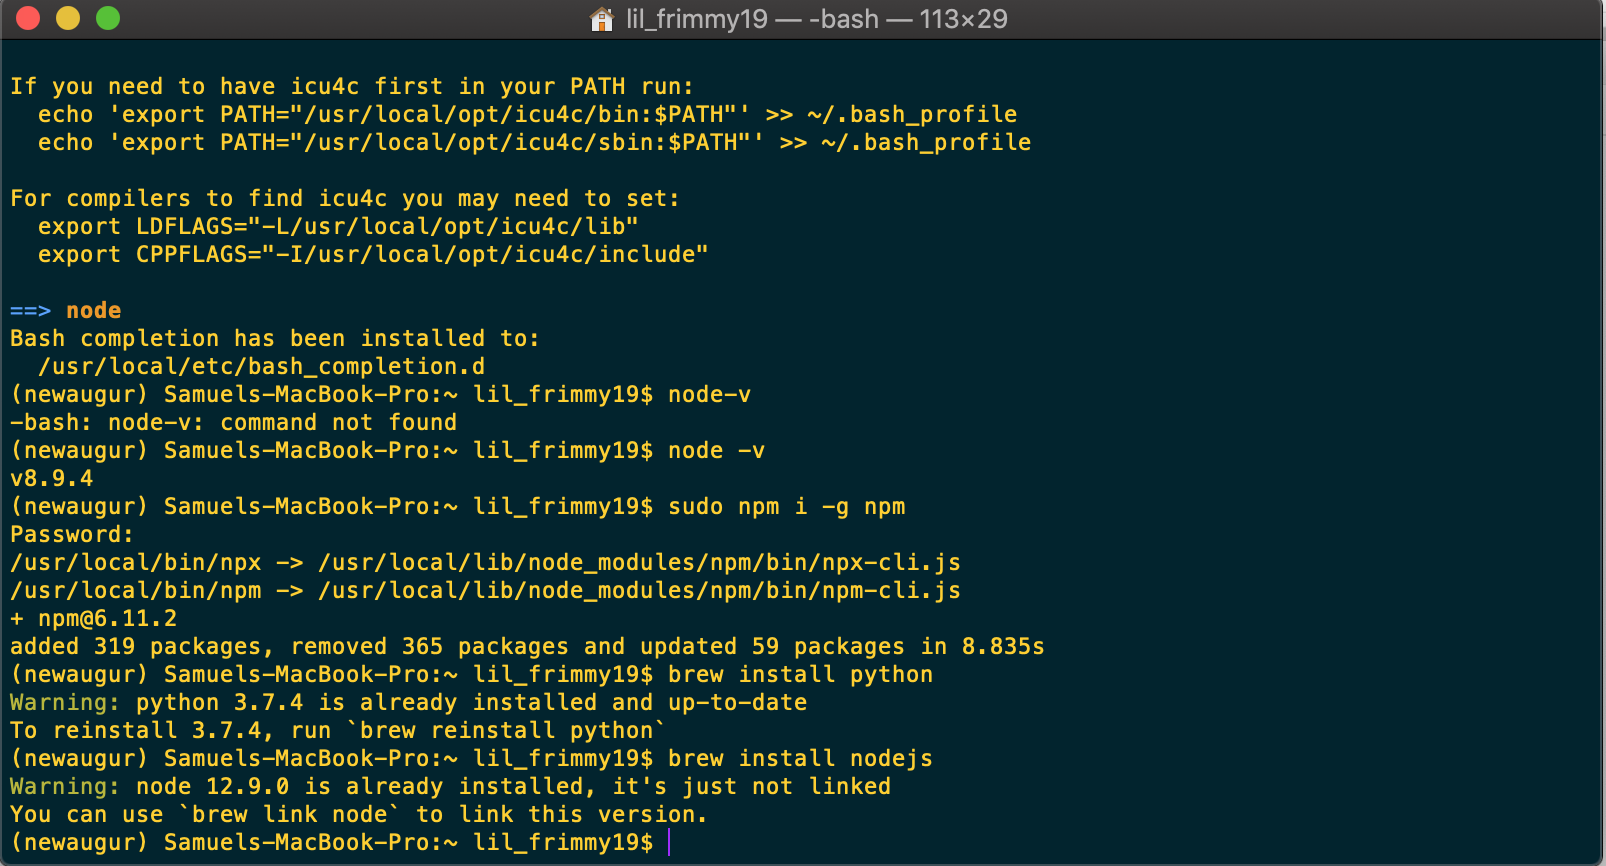 lil_frimmy19 — -bash — 113×29
If you need to have icu4c first in your PATH run:
  echo 'export PATH="/usr/local/opt/icu4c/bin:$PATH"' >> ~/.bash_profile
  echo 'export PATH="/usr/local/opt/icu4c/sbin:$PATH"' >> ~/.bash_profile
For compilers to find icu4c you may need to set:
  export LDFLAGS="-L/usr/local/opt/icu4c/lib"
  export CPPFLAGS="-I/usr/local/opt/icu4c/include"
==> node
Bash completion has been installed to:
  /usr/local/etc/bash_completion.d
(newaugur) Samuels-MacBook-Pro:~ lil_frimmy19$ node-v
-bash: node-v: command not found
(newaugur) Samuels-MacBook-Pro:~ lil_frimmy19$ node -v
v8.9.4
(newaugur) Samuels-MacBook-Pro:~ lil_frimmy19$ sudo npm i -g npm
Password:
/usr/local/bin/npx -> /usr/local/lib/node_modules/npm/bin/npx-cli.js
/usr/local/bin/npm -> /usr/local/lib/node_modules/npm/bin/npm-cli.js
+ npm@6.11.2
added 319 packages, removed 365 packages and updated 59 packages in 8.835s
(newaugur) Samuels-MacBook-Pro:~ lil_frimmy19$ brew install python
Warning: python 3.7.4 is already installed and up-to-date
To reinstall 3.7.4, run `brew reinstall python`
(newaugur) Samuels-MacBook-Pro:~ lil_frimmy19$ brew install nodejs
Warning: node 12.9.0 is already installed, it's just not linked
You can use `brew link node` to link this version.
(newaugur) Samuels-MacBook-Pro:~ lil_frimmy19$